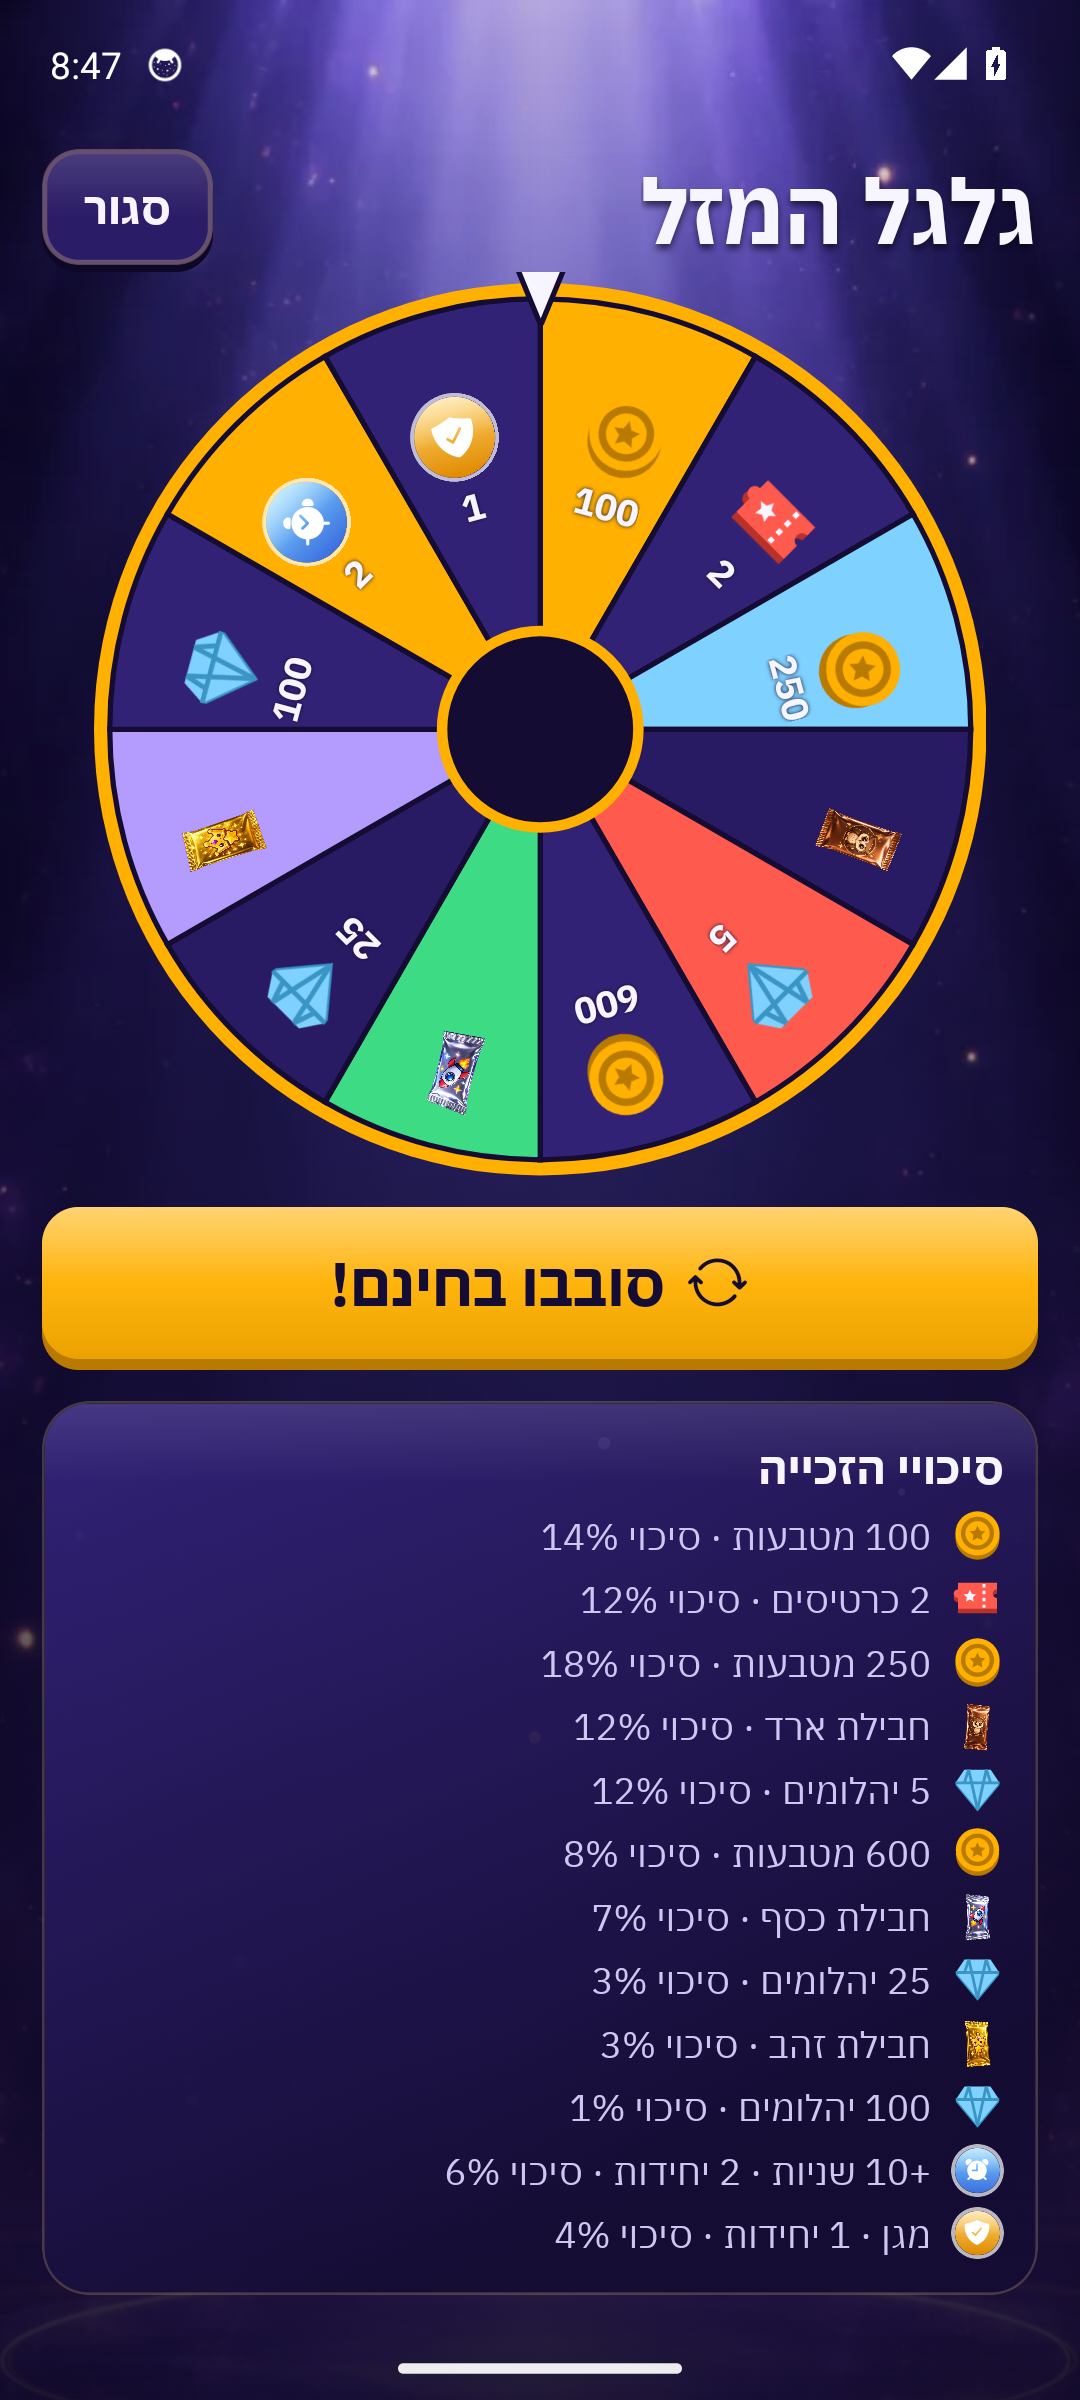 8:47
גלגל המזל
סגור
1
100
2
2
250
100
5
25
600
סובבו בחינם!
סיכויי הזכייה
100 מטבעות · סיכוי 14%
2 כרטיסים · סיכוי 12%
250 מטבעות · סיכוי 18%
חבילת ארד · סיכוי 12%
5 יהלומים · סיכוי 12%
600 מטבעות · סיכוי 8%
חבילת כסף · סיכוי 7%
25 יהלומים · סיכוי 3%
חבילת זהב · סיכוי 3%
100 יהלומים · סיכוי 1%
+10 שניות · 2 יחידות · סיכוי 6%
מגן · 1 יחידות · סיכוי 4%